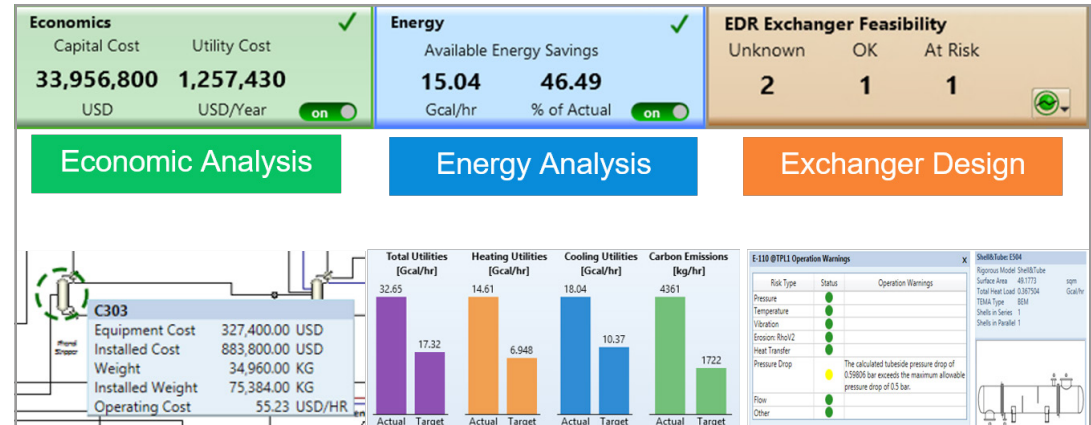 Economics
Capital Cost Utility Cost
33,956,800 1,257,430
USD USD/Year on
Energy
Available Energy Savings
15.04 46.49
Gcal/hr % of Actual on
EDR Exchanger Feasibility
Unknown OK At Risk
2 1 1
Economic Analysis
Energy Analysis
Exchanger Design
C303
Equipment Cost 327,400.00 USD
Installed Cost 883,800.00 USD
Weight 34,960.00 KG
Installed Weight 75,384.00 KG
Operating Cost 55.23 USD/HR
Total Utilities
[Gcal/hr]
32.65
17.32
Actual Target
Heating Utilities
[Gcal/hr]
14.61
6.948
Actual Target
Cooling Utilities
[Gcal/hr]
18.04
10.37
Actual Target
Carbon Emissions
[kg/hr]
4361
1722
Actual Target
E-110 @TPL1 Operation Warnings x
Risk Type Status Operation Warnings
Pressure
Temperature
Vibration
Erosion: RhoV2
Heat Transfer
Pressure Drop
The calculated tubeside pressure drop of
0.59806 bar exceeds the maximum allowable
pressure drop of 0.5 bar.
Flow
Other
Shell&Tube: E504
Rigorous Model Shell&Tube
Surface Area 49.1773 sqm
Total Heat Load 0.367504 Gcal/hr
TEMA Type BEM
Shells in Series 1
Shells in Parallel 1